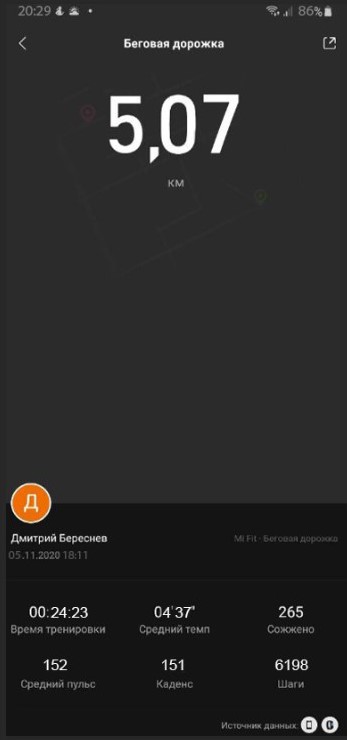 20:29 86%
Беговая дорожка
5,07
КМ
Д
Дмитрий Береснев
Mi Fit - Беговая дорожка
05.11.2020 18:11
00:24:23 04'37" 265
Время тренировки Средний темп Сожжено
152 151 6198
Средний пульс Каденс Шаги
Источник данных: